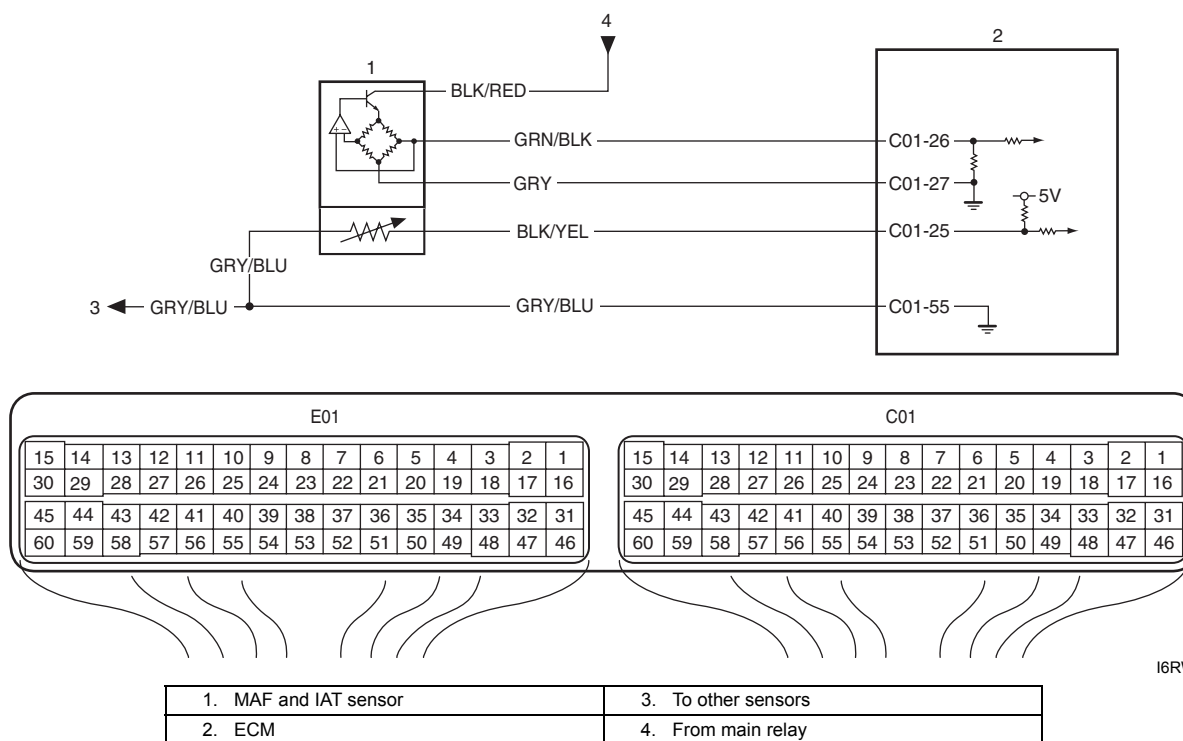 4
2
1
BLK/RED
GRN/BLK C01-26
GRY C01-27
5V
BLK/YEL C01-25
GRY/BLU
3 GRY/BLU GRY/BLU C01-55
E01 C01
15 14 13 12 11 10 9 8 7 6 5 4 3 2 1 15 14 13 12 11 10 9 8 7 6 5 4 3 2 1
30 29 28 27 26 25 24 23 22 21 20 19 18 17 16 30 29 28 27 26 25 24 23 22 21 20 19 18 17 16
45 44 43 42 41 40 39 38 37 36 35 34 33 32 31 45 44 43 42 41 40 39 38 37 36 35 34 33 32 31
60 59 58 57 56 55 54 53 52 51 50 49 48 47 46 60 59 58 57 56 55 54 53 52 51 50 49 48 47 46
1. MAF and IAT sensor 3. To other sensors
2. ECM 4. From main relay